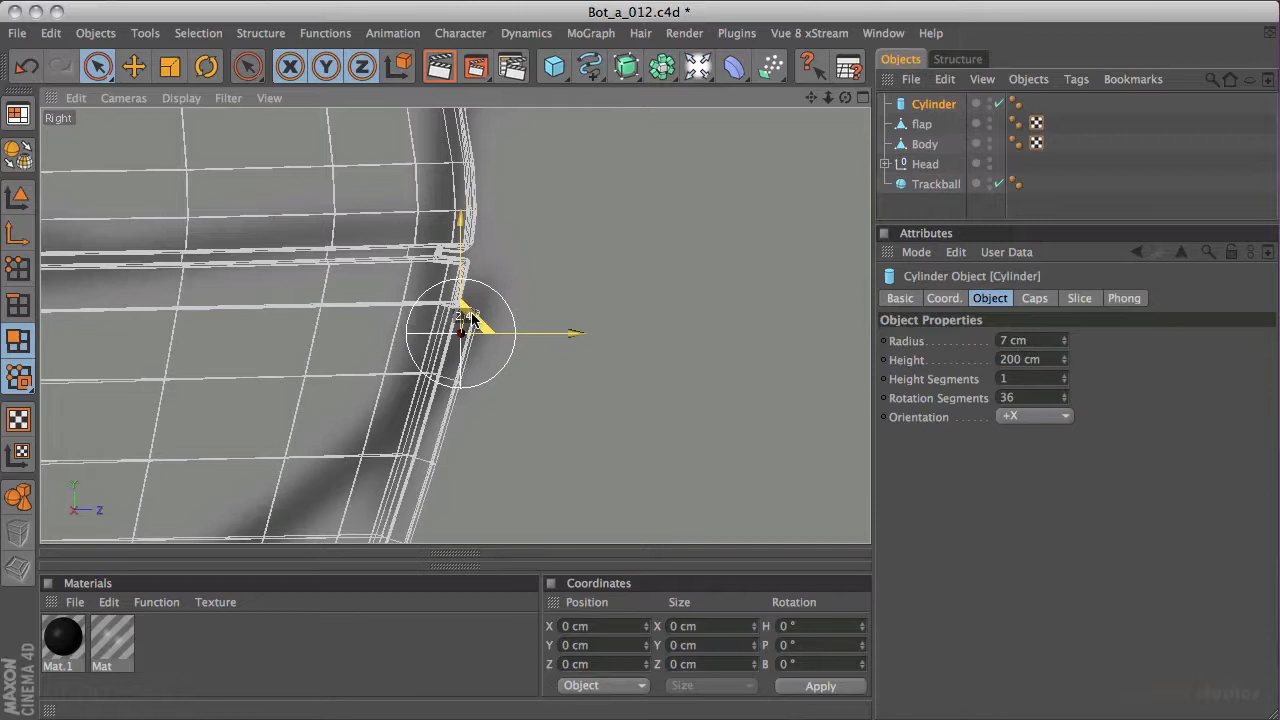 Bot_a_012.c4d *
File Edit Objects Tools Selection Structure Functions Animation Character Dynamics MoGraph Hair Render Plugins Vue 8 xStream Window Help
X Y Z
Objects Structure
File Edit View Objects Tags Bookmarks
Edit Cameras Display Filter View
Right
Cylinder
flap
Body
Head
Trackball
Attributes
Mode Edit User Data
Cylinder Object [Cylinder]
Basic Coord. Object Caps Slice Phong
Object Properties
Radius 7 cm
Height 200 cm
Height Segments 1
Rotation Segments 36
Orientation +X
Y
X Z
Materials
File Edit Function Texture
Mat.1 Mat
Coordinates
Position Size Rotation
X 0 cm X 0 cm H 0 °
Y 0 cm Y 0 cm P 0 °
Z 0 cm Z 0 cm B 0 °
Object Size Apply
MAXON
CINEMA 4D